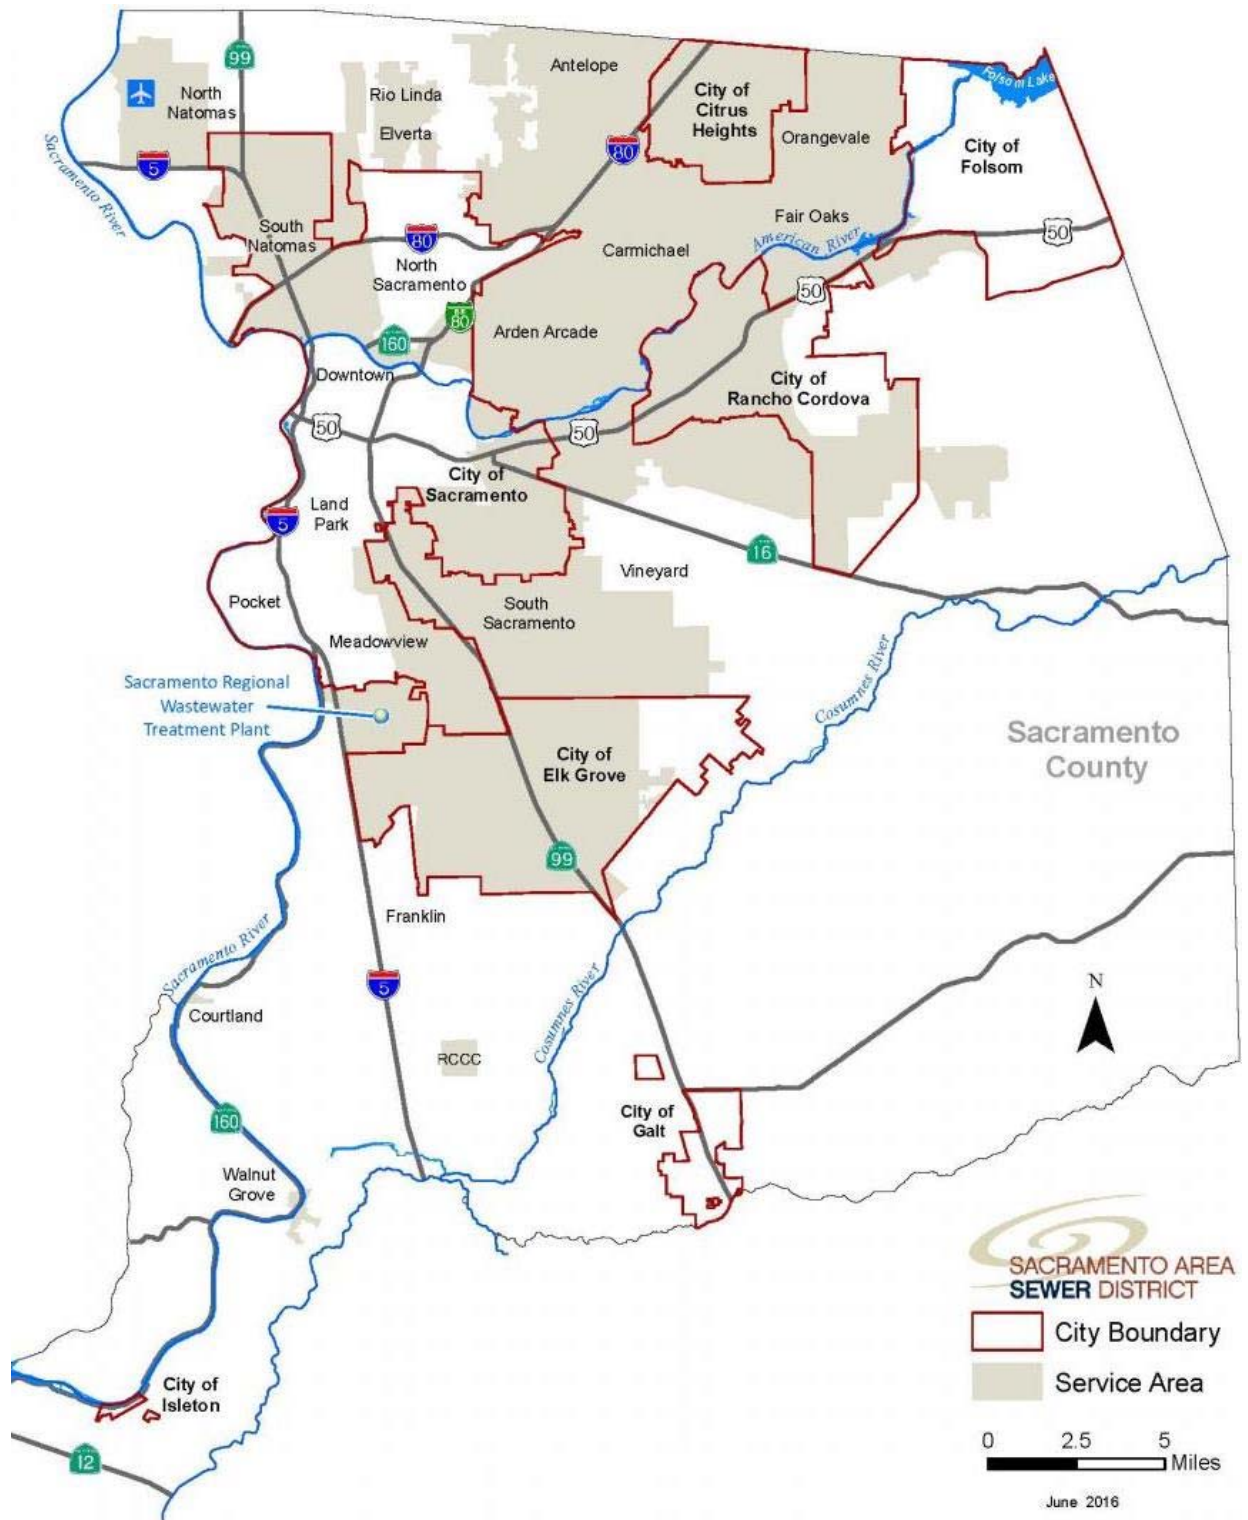 99
Antelope
North
Natomas
Rio Linda
Elverta
City of
Citrus
Heights
Orangevale
Folsom Lake
City of
Folsom
80
5
Sacramento River
South
Natomas
80
North
Sacramento
Fair Oaks
American River
Carmichael
50
50
80
160
Arden Arcade
Downtown
City of
Rancho Cordova
50
50
City of
Sacramento
Land
Park
5
16
Vineyard
Pocket
South
Sacramento
Meadowview
Sacramento Regional
Wastewater
Treatment Plant
Cosumnes River
Sacramento
County
City of
Elk Grove
99
Franklin
Sacramento River
5
Courtland
Cosumnes River
N
RCCC
160
City of
Galt
Walnut
Grove
SACRAMENTO AREA
SEWER DISTRICT
City Boundary
Service Area
City of
Isleton
12
0 2.5 5
Miles
June 2016